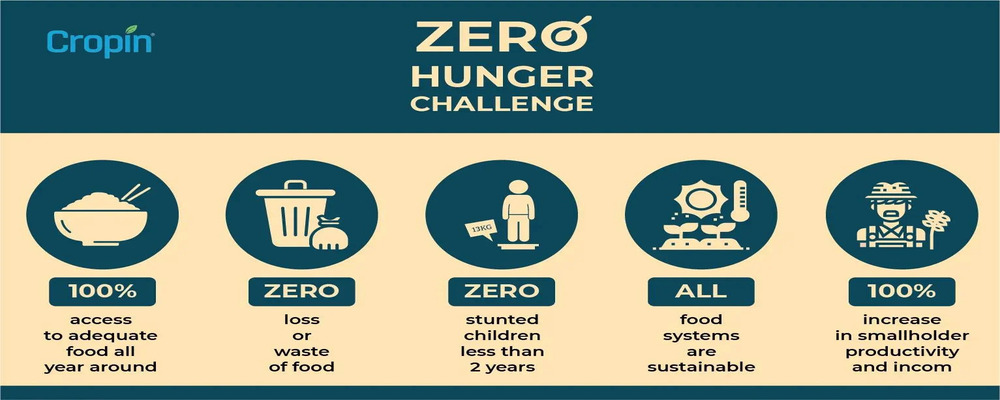 Cropin
ZERO
HUNGER
CHALLENGE
13KG
100%
access
to adequate
food all
year around
ZERO
loss
or
waste
of food
ZERO
stunted
children
less than
2 years
ALL
food
systems
are
sustainable
100%
increase
in smallholder
productivity
and incom